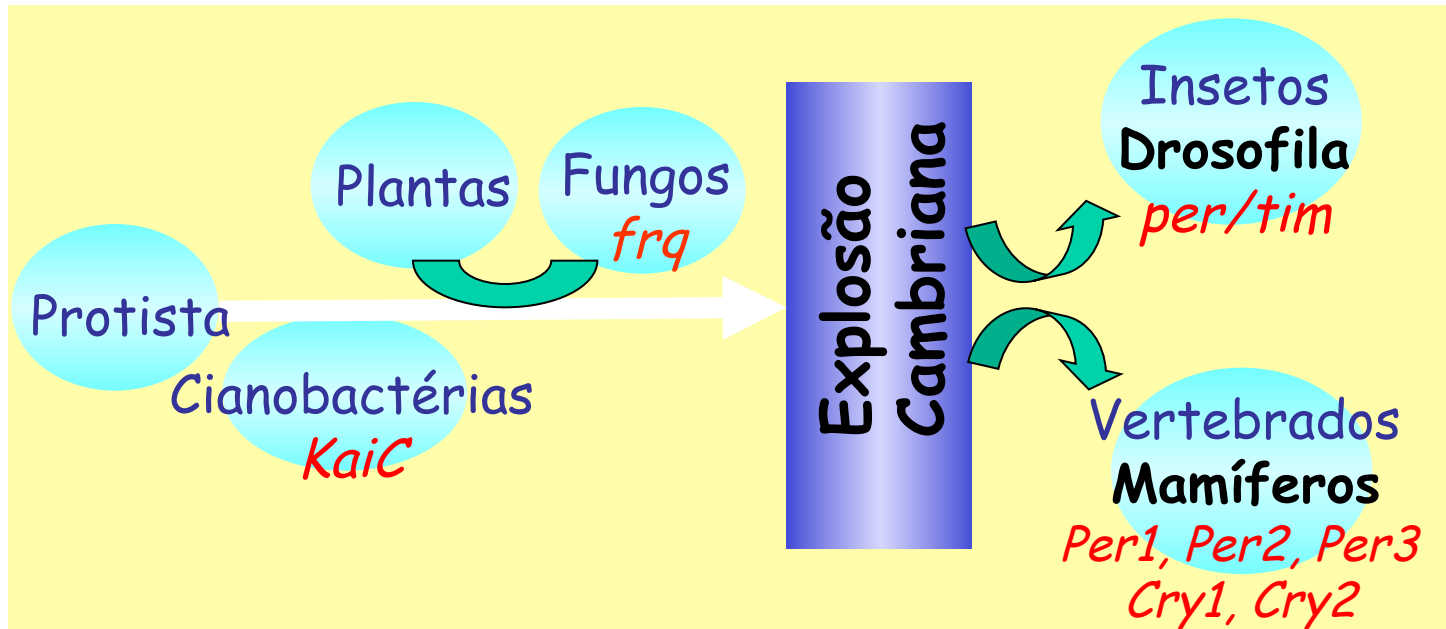 Protista
Cianobactérias
KaiC
Plantas
Fungos
frq
Explosão
Cambriana
Insetos
Drosofila
per/tim
Vertebrados
Mamíferos
Per1, Per2, Per3
Cry1, Cry2